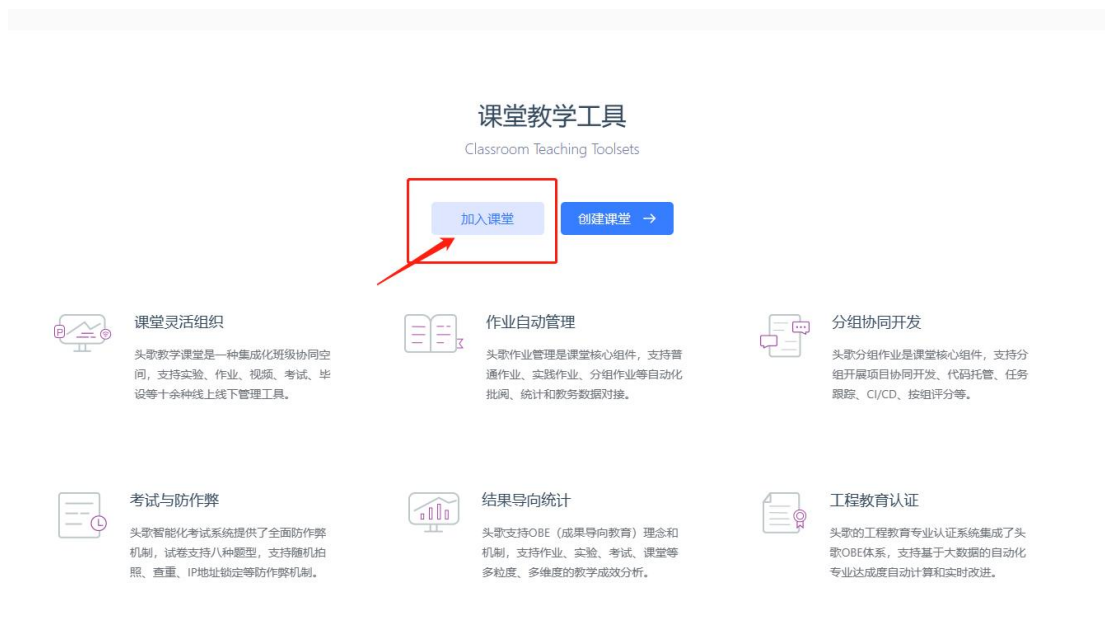 课堂教学工具
Classroom Teaching Toolsets
加入课堂
创建课堂 →
课堂灵活组织
头歌教学课堂是一种集成化班级协同空
间，支持实验、作业、视频、考试、毕
设等十余种线上线下管理工具。
作业自动管理
头歌作业管理是课堂核心组件，支持普
通作业、实践作业、分组作业等自动化
批阅、统计和教务数据对接。
分组协同开发
头歌分组作业是课堂核心组件，支持分
组开展项目协同开发、代码托管、任务
跟踪、CI/CD、按组评分等。
考试与防作弊
头歌智能化考试系统提供了全面防作弊
机制，试卷支持八种题型，支持随机拍
照、查重、IP地址锁定等防作弊机制。
结果导向统计
头歌支持OBE（成果导向教育）理念和
机制，支持作业、实验、考试、课堂等
多粒度、多维度的教学成效分析。
工程教育认证
头歌的工程教育专业认证系统集成了头
歌OBE体系，支持基于大数据的自动化
专业达成度自动计算和实时改进。